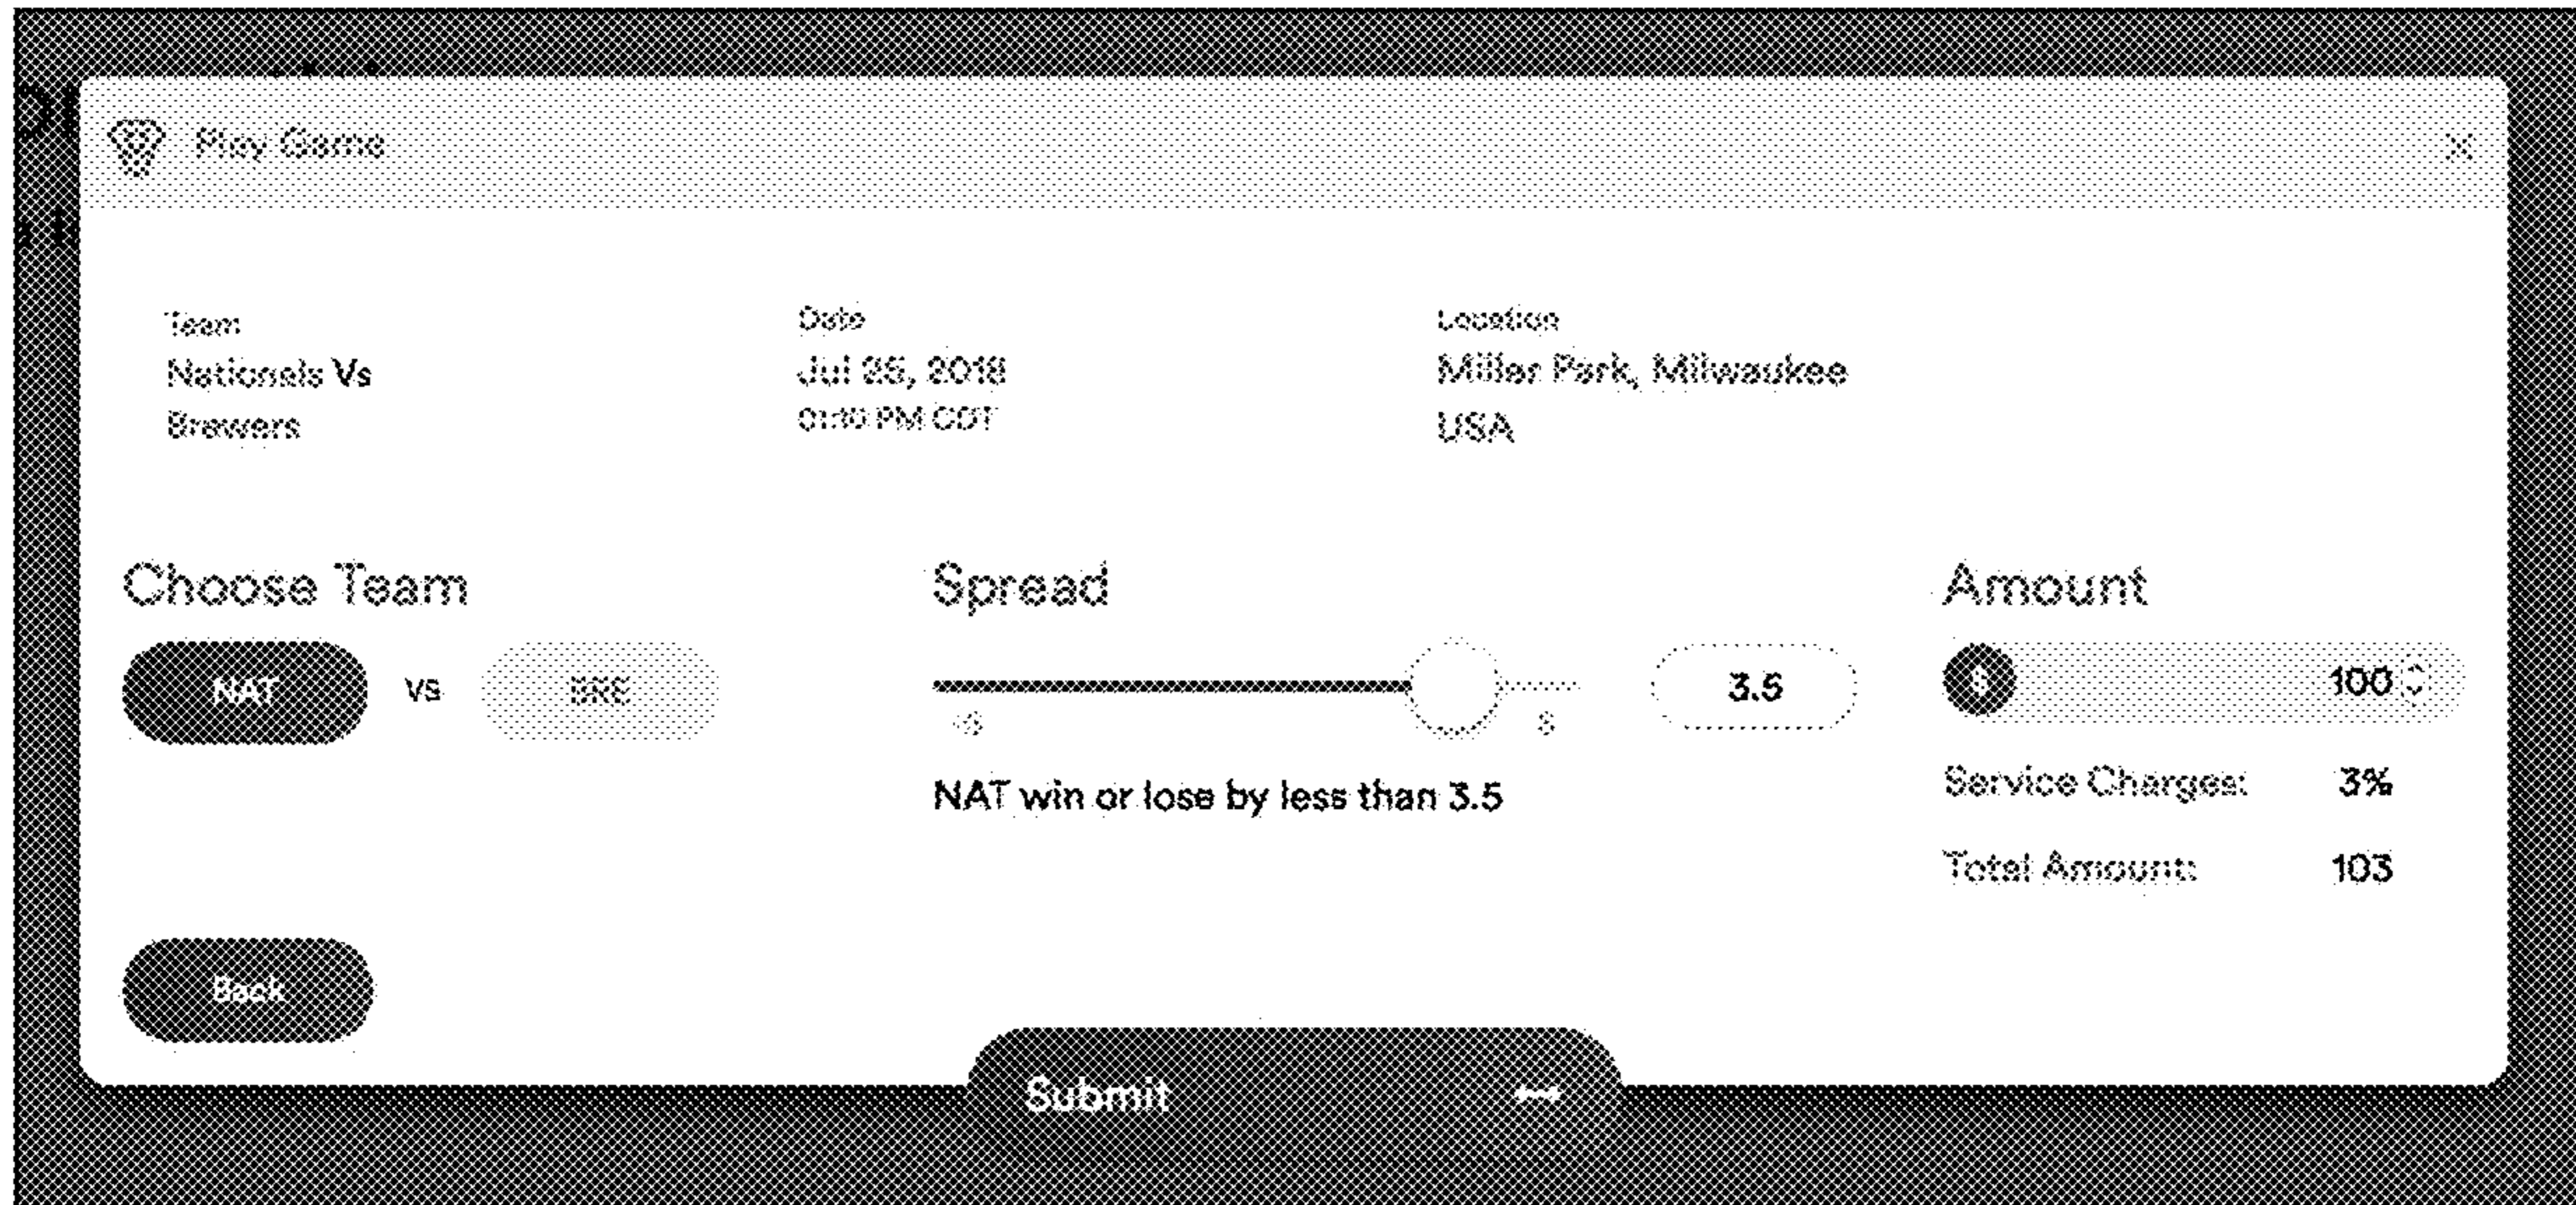 Play Game
Team
Nationals Vs
Brewers
Date
Jul 25, 2018
01:10 PM CDT
Location
Miller Park, Milwaukee
USA
Choose Team
NAT VS BRE
Spread
3.5
NAT win or lose by less than 3.5
Amount
$ 100
Service Charges: 3%
Total Amount: 103
Back
Submit